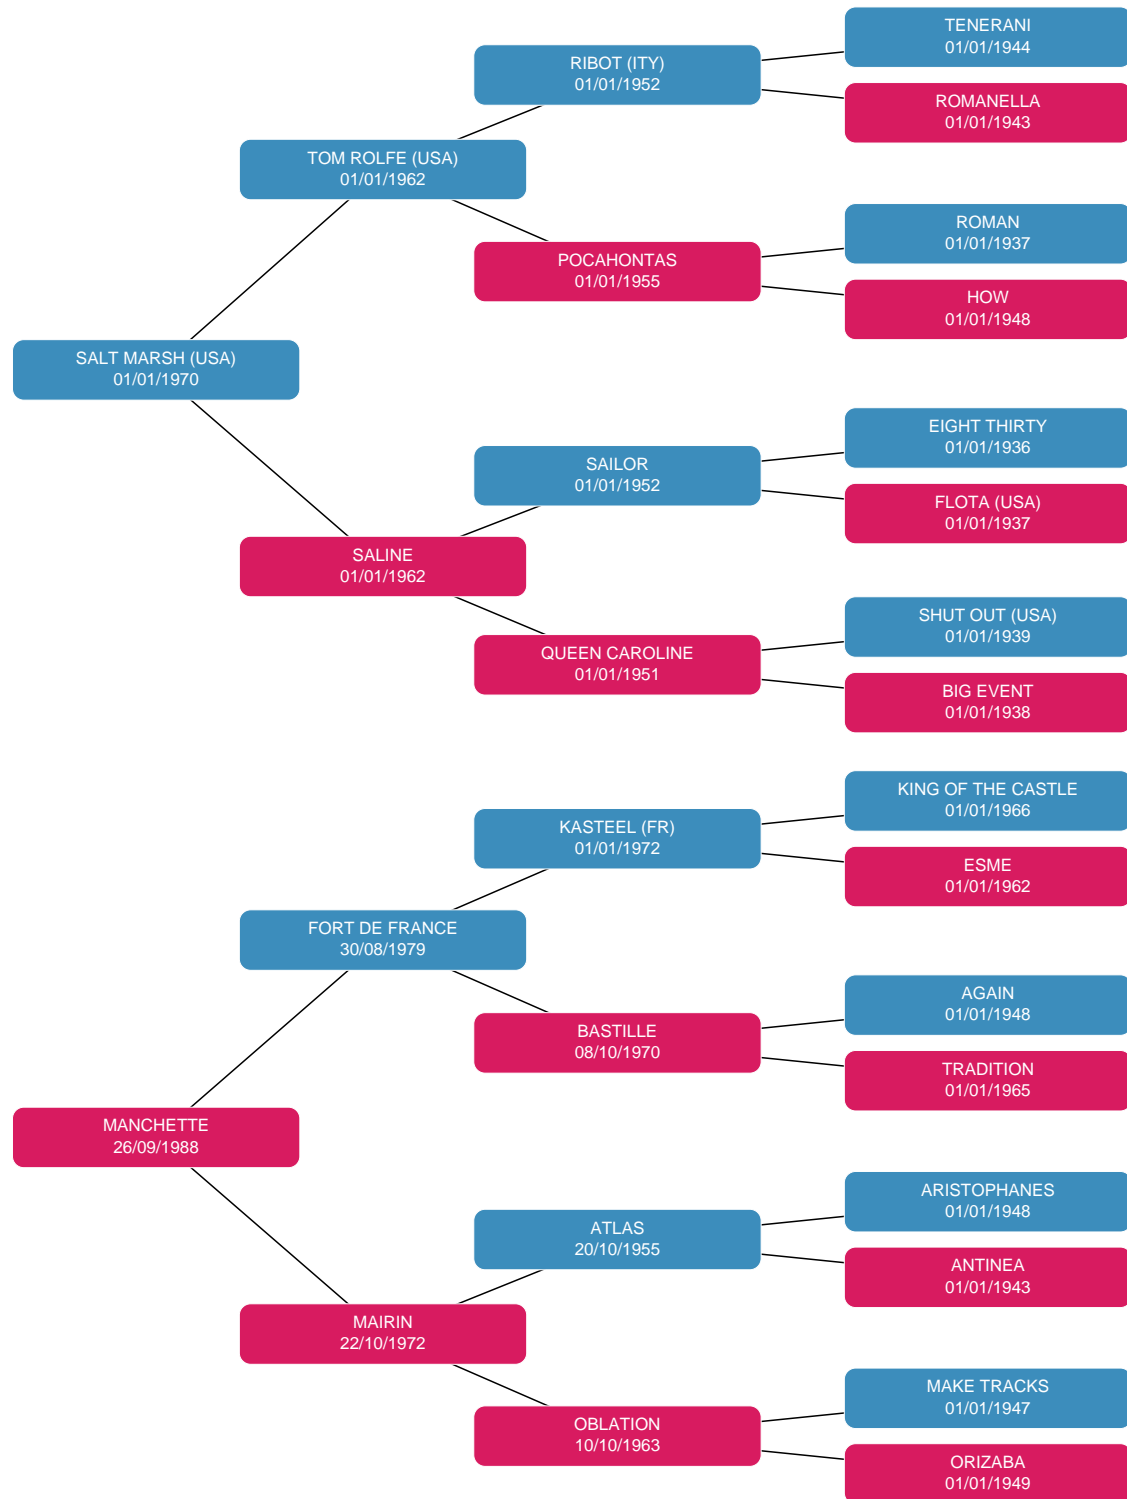 TENERANI
01/01/1944
RIBOT (ITY)
01/01/1952
ROMANELLA
01/01/1943
TOM ROLFE (USA)
01/01/1962
ROMAN
01/01/1937
POCAHONTAS
01/01/1955
HOW
01/01/1948
SALT MARSH (USA)
01/01/1970
EIGHT THIRTY
01/01/1936
SAILOR
01/01/1952
FLOTA (USA)
01/01/1937
SALINE
01/01/1962
SHUT OUT (USA)
01/01/1939
QUEEN CAROLINE
01/01/1951
BIG EVENT
01/01/1938
KING OF THE CASTLE
01/01/1966
KASTEEL (FR)
01/01/1972
ESME
01/01/1962
FORT DE FRANCE
30/08/1979
AGAIN
01/01/1948
BASTILLE
08/10/1970
TRADITION
01/01/1965
MANCHETTE
26/09/1988
ARISTOPHANES
01/01/1948
ATLAS
20/10/1955
ANTINEA
01/01/1943
MAIRIN
22/10/1972
MAKE TRACKS
01/01/1947
OBLATION
10/10/1963
ORIZABA
01/01/1949